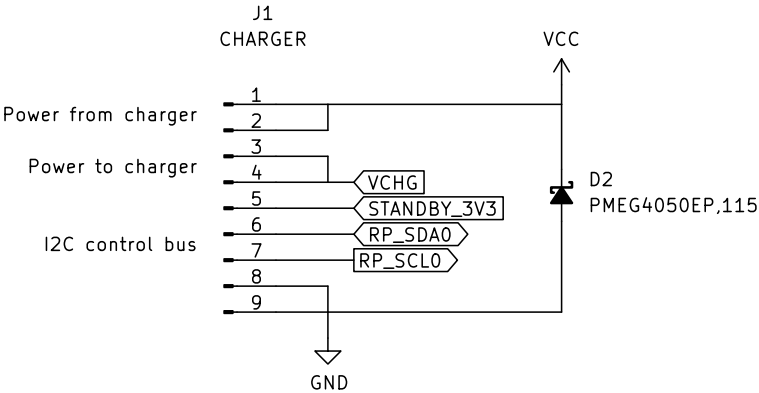 J1
CHARGER
VCC
1
Power from charger
2
3
Power to charger
4
VCHG
D2
5
STANDBY_3V3
PMEG4050EP,115
6
RP_SDA0
I2C control bus
7
RP_SCL0
8
9
GND